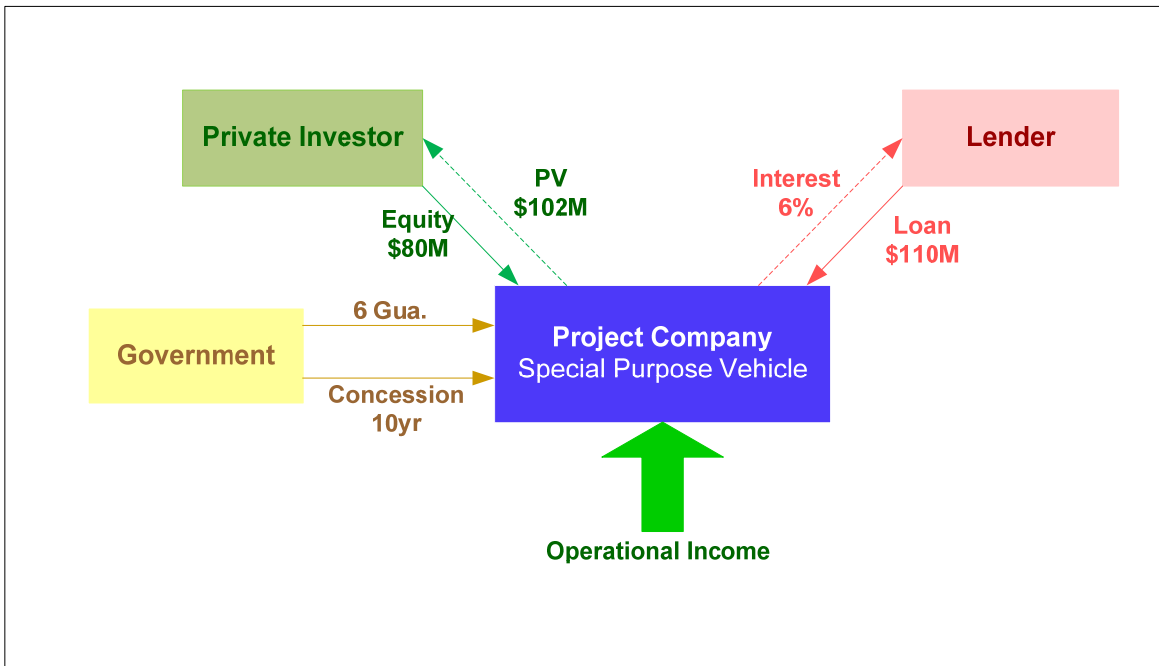 Private Investor
Lender
PV
$102M
Interest
6%
Equity
$80M
Loan
$110M
6 Gua.
Government
Project Company
Special Purpose Vehicle
Concession
10yr
Operational Income